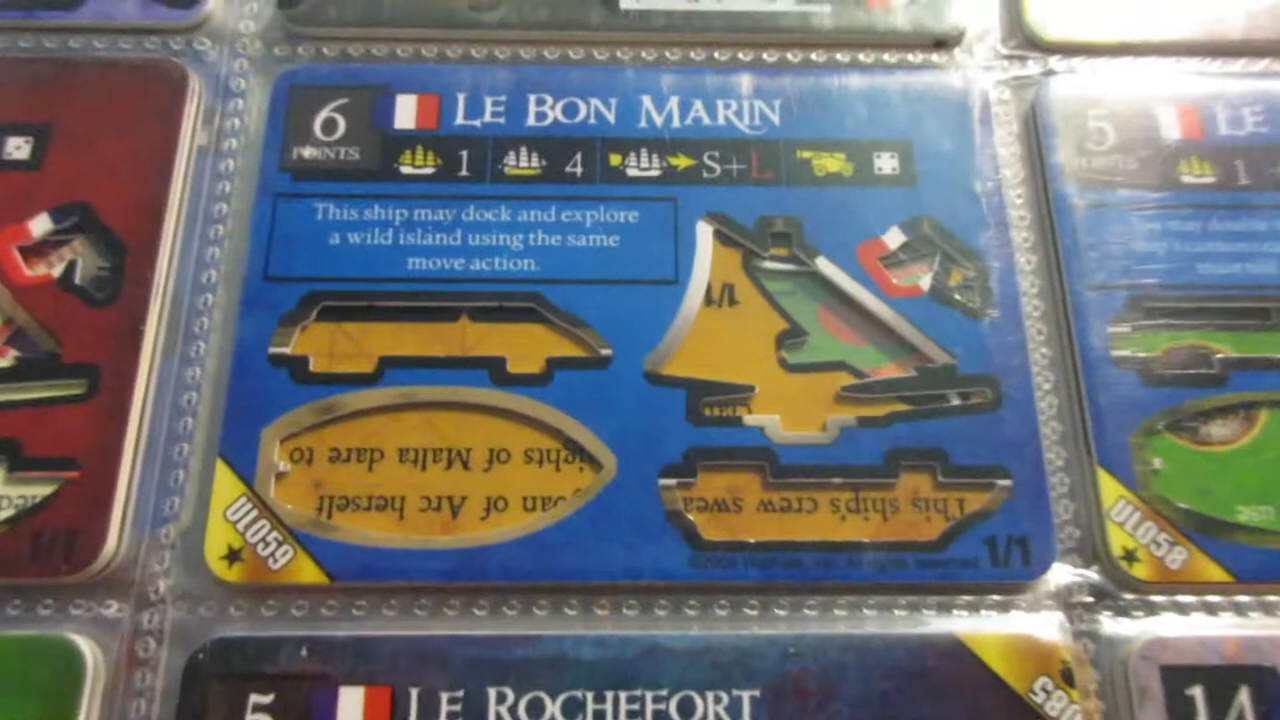 6
POINTS
LE BON MARIN
1
4
S+L
This ship may dock and explore
a wild island using the same
move action.
1/1
ights of Malta dare to
oan of Arc herself
This ship's crew swea
UL059
1/1
5
POINTS
LE
1
UL058
5
LE ROCHEFORT
085
14